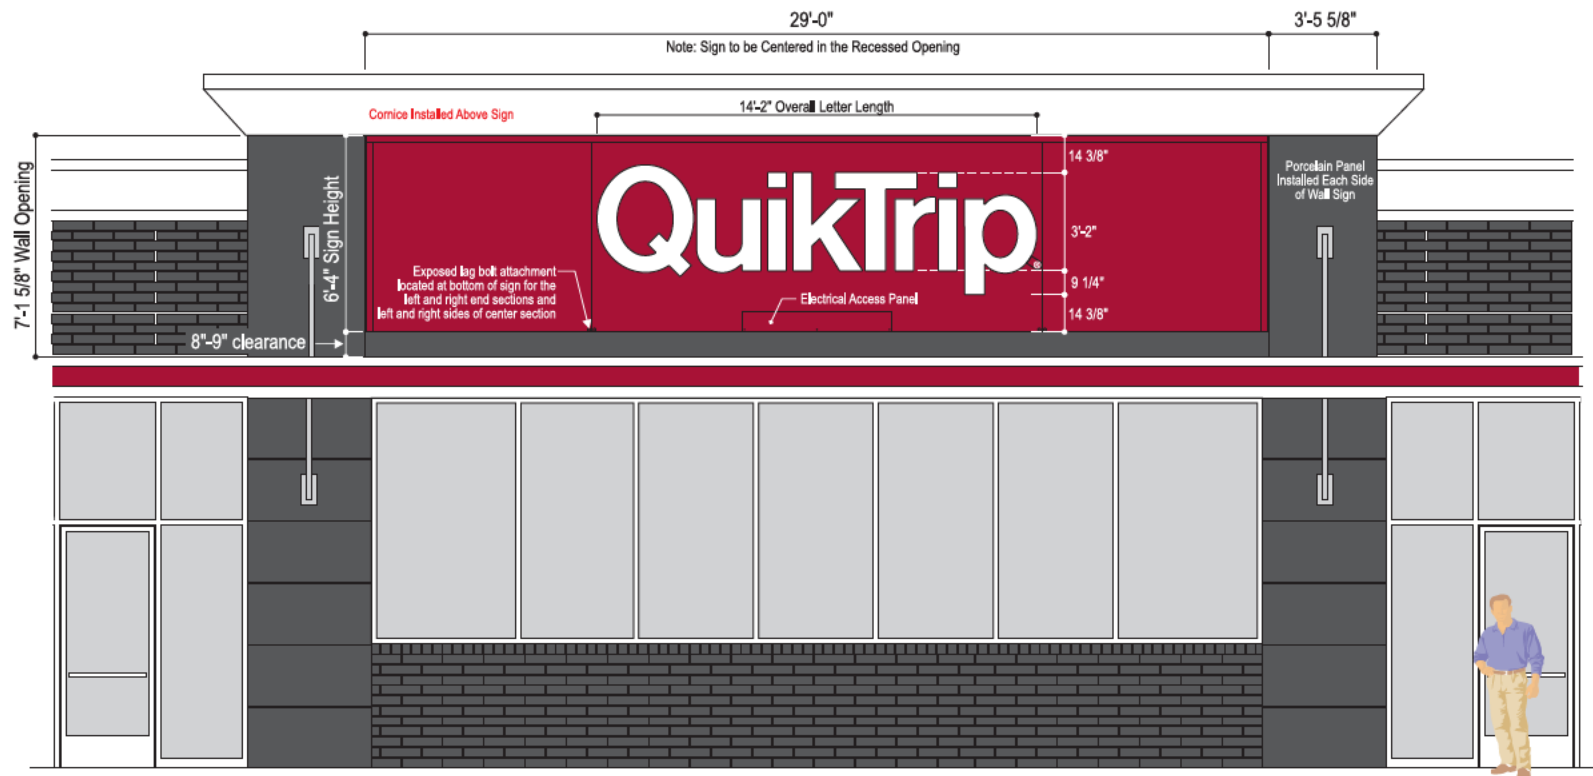 29'-0"
3'-5 5/8"
Note: Sign to be Centered in the Recessed Opening
Cornice Installed Above Sign
14'-2" Overall Letter Length
14 3/8"
Porcelain Panel
Installed Each Side
of Wall Sign
7'-1 5/8" Wall Opening
6'-4" Sign Height
QuikTrip®
3'-2"
Exposed lag bolt attachment
located at bottom of sign for the
left and right end sections and
left and right sides of center section
9 1/4"
Electrical Access Panel
14 3/8"
8"-9" clearance